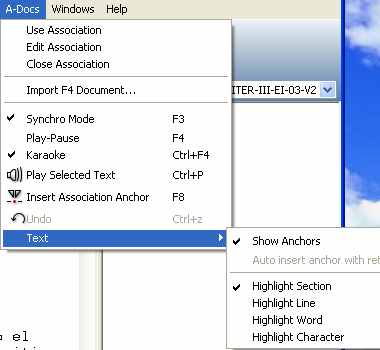 A-Docs Windows Help
Use Association
Edit Association
Close Association
Import F4 Document...
ITER-III-EI-03-V2
Synchro Mode F3
Play-Pause F4
Karaoke Ctrl+F4
Play Selected Text Ctrl+P
Insert Association Anchor F8
Undo Ctrl+z
Text
Show Anchors
Auto insert anchor with ret
Highlight Section
Highlight Line
Highlight Word
Highlight Character
el